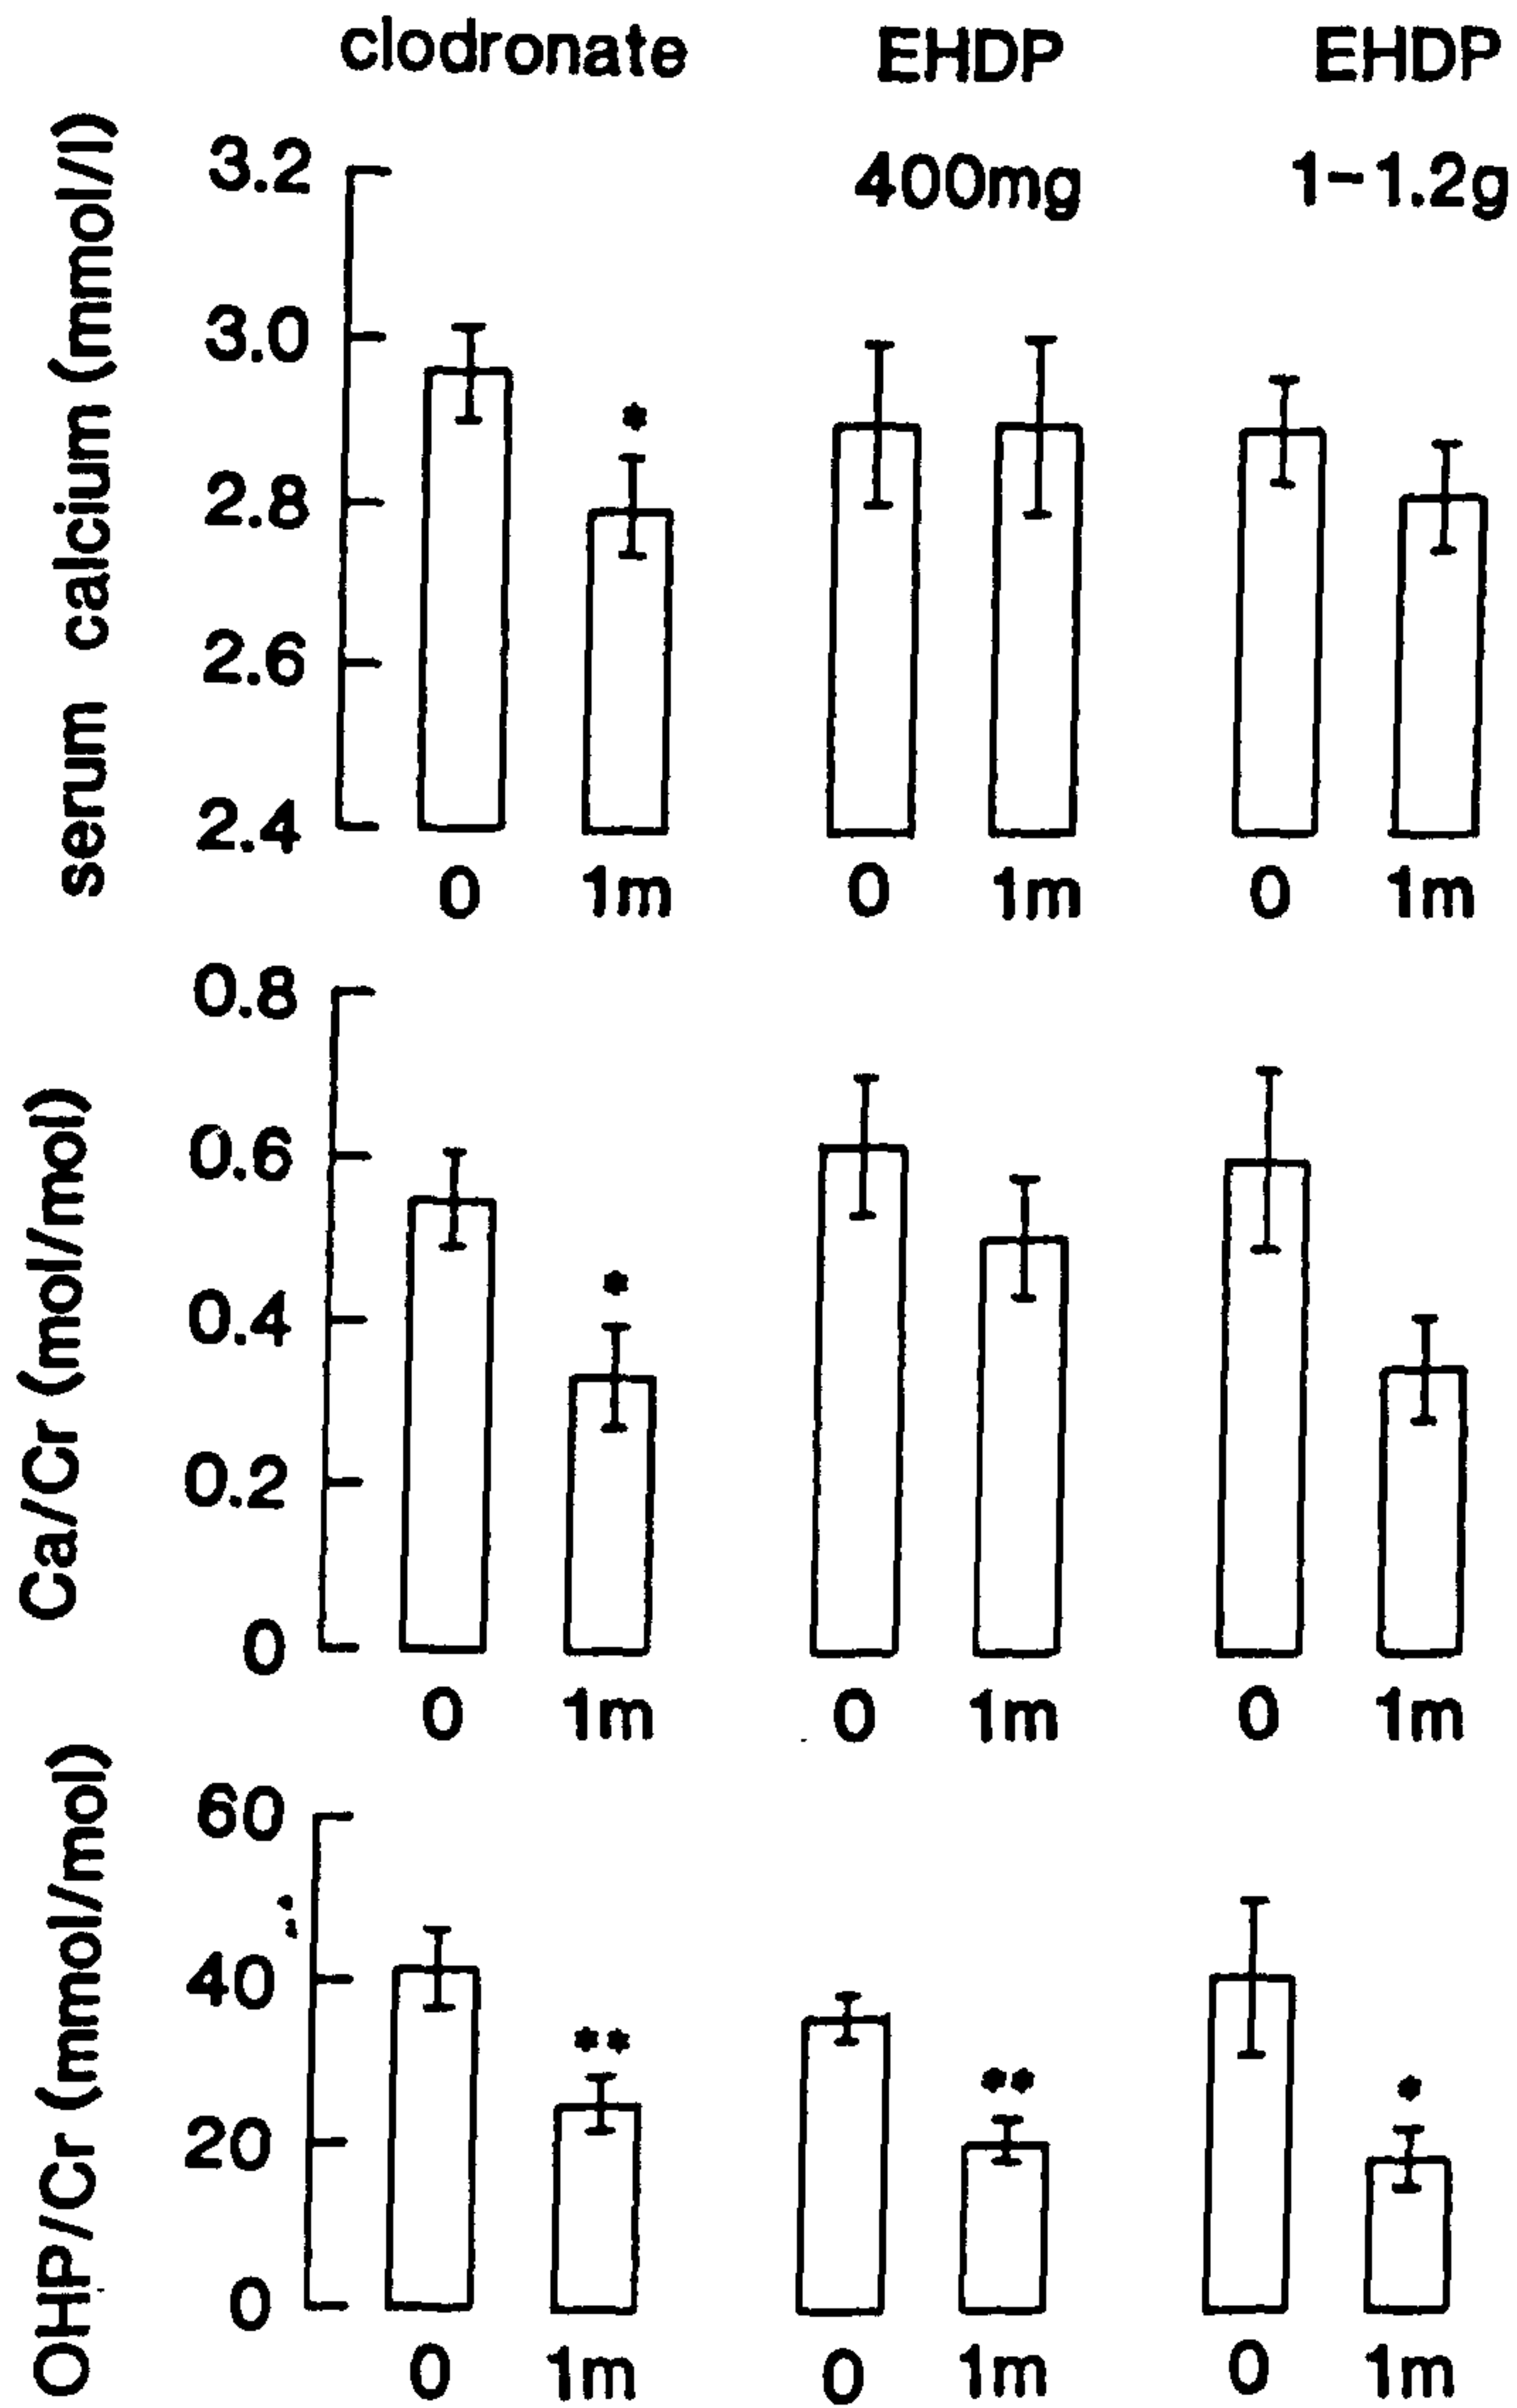 clodronate EHDP EHDP
400mg 1-1.2g
serum calcium (mmol/l)
3.2
3.0
*
2.8
2.6
2.4
0 1m 0 1m 0 1m
Ca/Cr (mol/mol)
0.8
0.6
*
0.4
0.2
0
0 1m 0 1m 0 1m
OHP/Cr (mmol/mol)
60
40
** ** *
20
0
0 1m 0 1m 0 1m